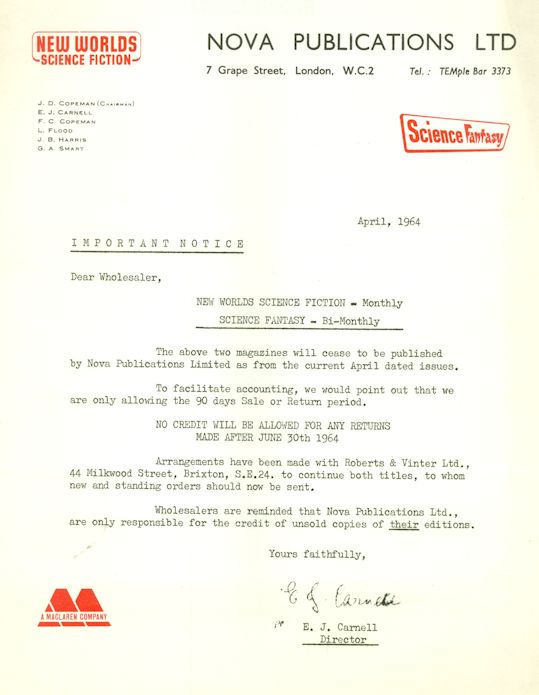 NEW WORLDS
SCIENCE FICTION
NOVA PUBLICATIONS LTD
7 Grape Street, London, W.C.2 Tel.: TEMple Bar 3373
J. D. COPEMAN (CHAIRMAN)
E. J. CARNELL
F. C. COPEMAN
L. FLOOD
J. B. HARRIS
G. A. SMART
Science Fantasy
April, 1964
IMPORTANT NOTICE
Dear Wholesaler,
NEW WORLDS SCIENCE FICTION - Monthly
SCIENCE FANTASY - Bi-Monthly
The above two magazines will cease to be published
by Nova Publications Limited as from the current April dated issues.
To facilitate accounting, we would point out that we
are only allowing the 90 days Sale or Return period.
NO CREDIT WILL BE ALLOWED FOR ANY RETURNS
MADE AFTER JUNE 30th 1964
Arrangements have been made with Roberts & Vinter Ltd.,
44 Milkwood Street, Brixton, S.E.24. to continue both titles, to whom
new and standing orders should now be sent.
Wholesalers are reminded that Nova Publications Ltd.,
are only responsible for the credit of unsold copies of their editions.
Yours faithfully,
E J. Carnell
E. J. Carnell
Director
A MACLAREN COMPANY